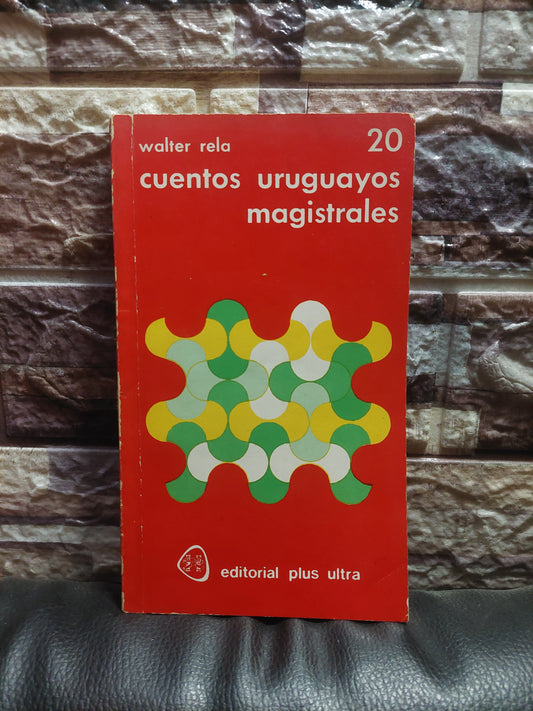 walter rela 20
cuentos uruguayos
magistrales
editorial plus ultra